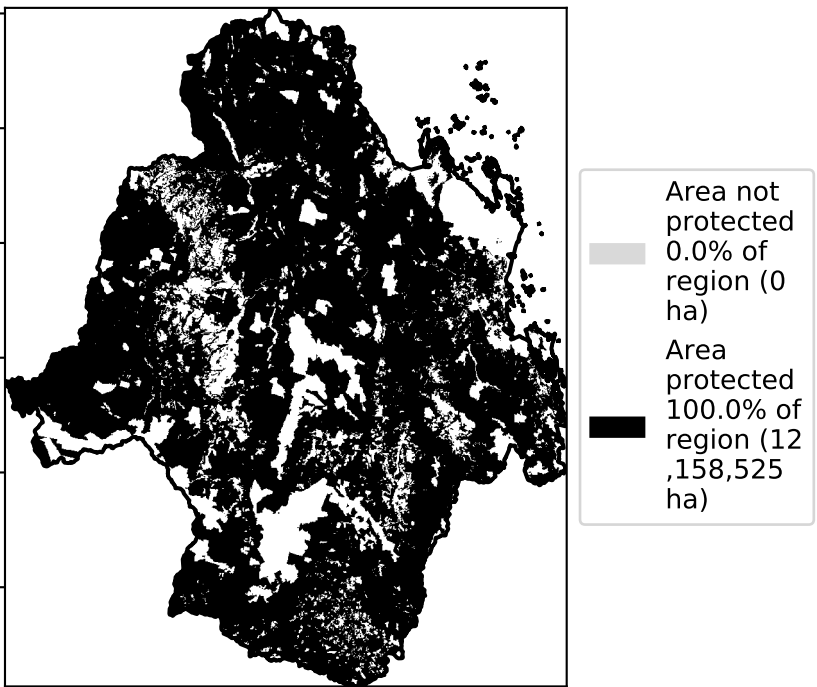 Area not
protected
0.0% of
region (0
ha)
Area
protected
100.0% of
region (12
,158,525
ha)